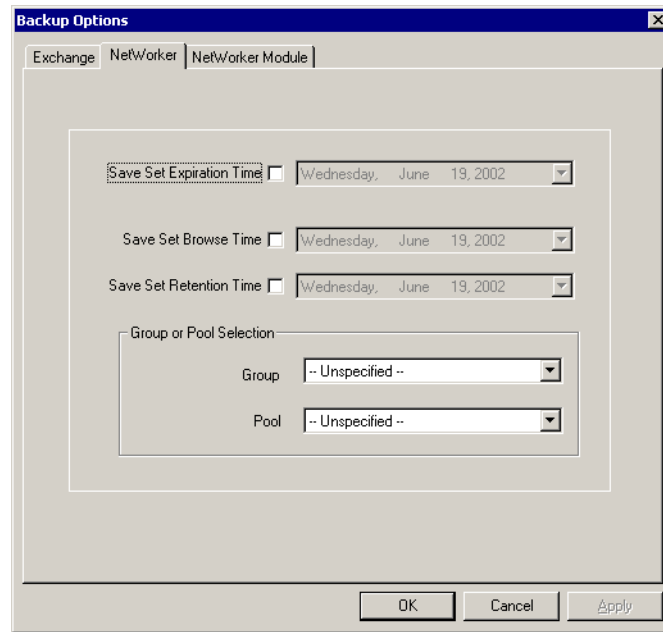 Backup Options
Exchange NetWorker NetWorker Module
Save Set Expiration Time Wednesday, June 19, 2002
Save Set Browse Time Wednesday, June 19, 2002
Save Set Retention Time Wednesday, June 19, 2002
Group or Pool Selection
Group -- Unspecified --
Pool -- Unspecified --
OK Cancel Apply